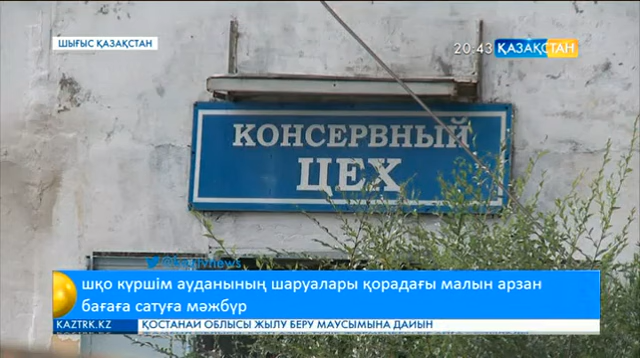 ШЫҒЫС ҚАЗАҚСТАН
20:43 ҚАЗАҚСТАН
КОНСЕРВНЫЙ
ЦЕХ
шқо күршім ауданының шаруалары қорадағы малын арзан
бағаға сатуға мәжбүр
KAZTRK.KZ ҚОСТАНАЙ ОБЛЫСЫ ЖЫЛУ БЕРУ МАУСЫМЫНА ДАЙЫН